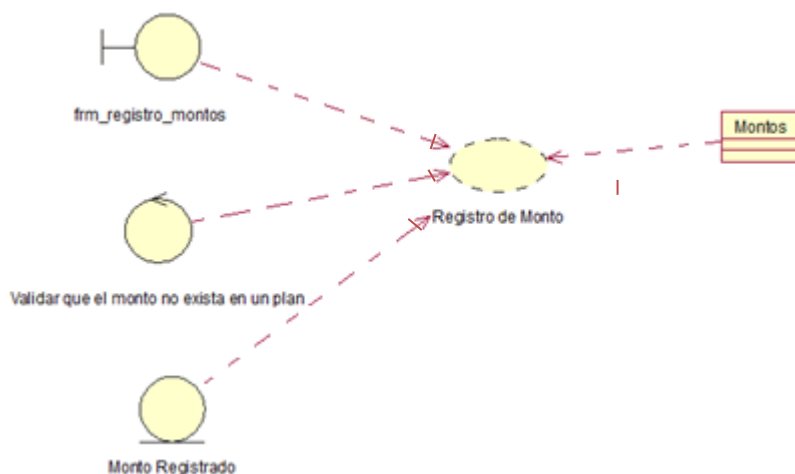 frm_registro_montos
Montos
Registro de Monto
Validar que el monto no exista en un plan
Monto Registrado